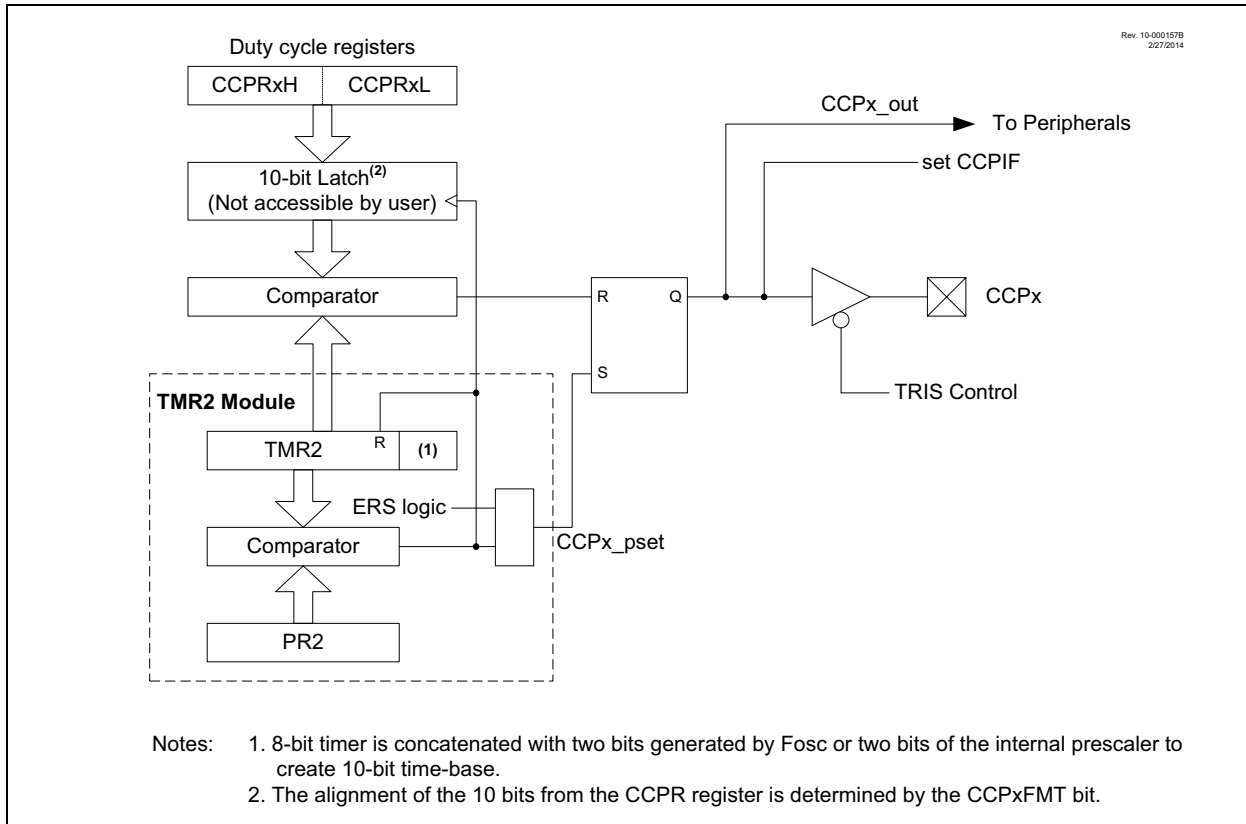 Rev. 10-000157B
2/27/2014
Duty cycle registers
CCPRxH
CCPRxL
CCPx_out
To Peripherals
set CCPIF
10-bit Latch(2)
(Not accessible by user)
Comparator
R
Q
CCPx
S
TRIS Control
TMR2 Module
R
TMR2
(1)
ERS logic
CCPx_pset
Comparator
PR2
Notes: 1. 8-bit timer is concatenated with two bits generated by Fosc or two bits of the internal prescaler to
create 10-bit time-base.
2. The alignment of the 10 bits from the CCPR register is determined by the CCPxFMT bit.